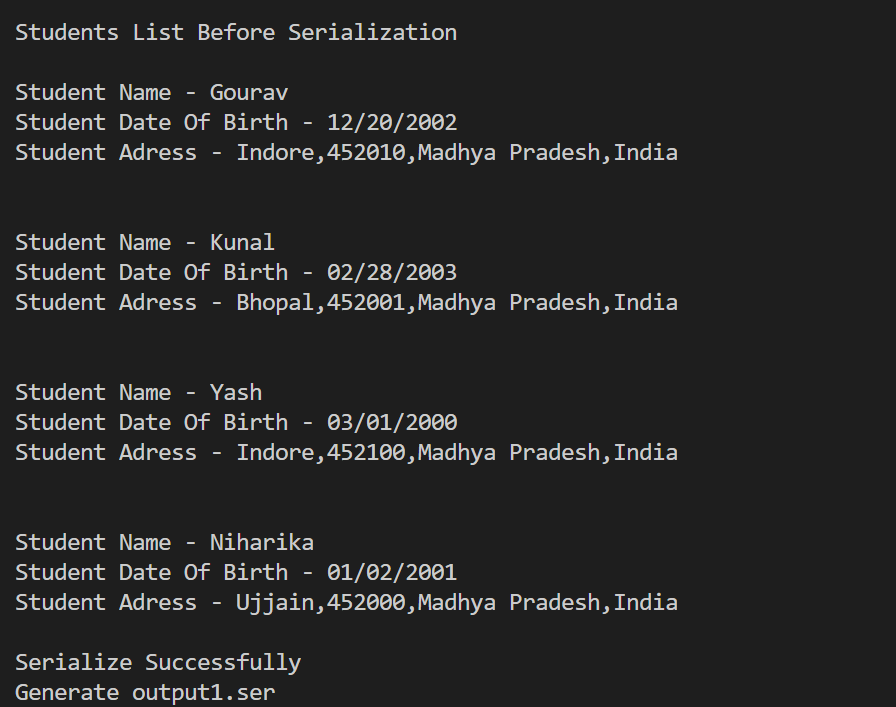 Students List Before Serialization
Student Name - Gourav
Student Date Of Birth - 12/20/2002
Student Adress - Indore,452010,Madhya Pradesh,India
Student Name - Kunal
Student Date Of Birth - 02/28/2003
Student Adress - Bhopal,452001,Madhya Pradesh,India
Student Name - Yash
Student Date Of Birth - 03/01/2000
Student Adress - Indore,452100,Madhya Pradesh,India
Student Name - Niharika
Student Date Of Birth - 01/02/2001
Student Adress - Ujjain,452000,Madhya Pradesh,India
Serialize Successfully
Generate output1.ser